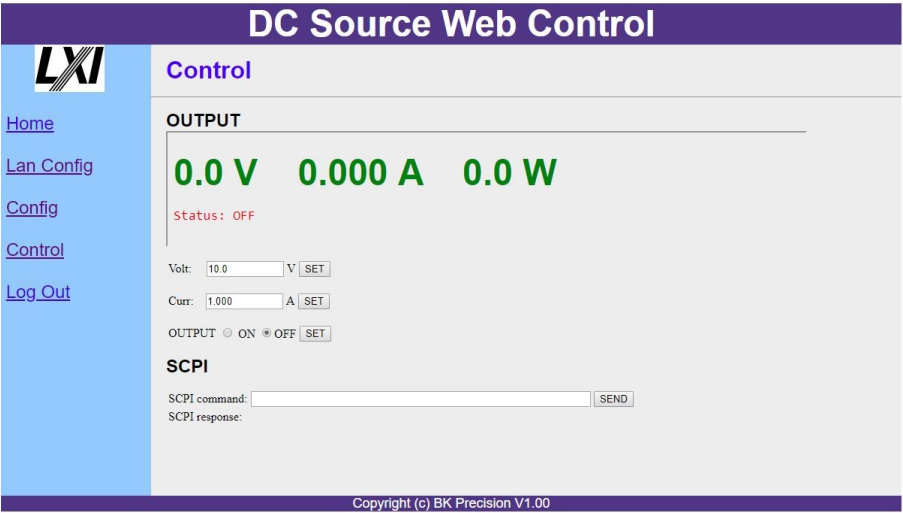 DC Source Web Control
LXI
Home
Lan Config
Config
Control
Log Out
Control
OUTPUT
0.0 V 0.000 A 0.0 W
Status: OFF
Volt: 10.0 V SET
Curr: 1.000 A SET
OUTPUT ON OFF SET
SCPI
SCPI command: SEND
SCPI response:
Copyright (c) BK Precision V1.00